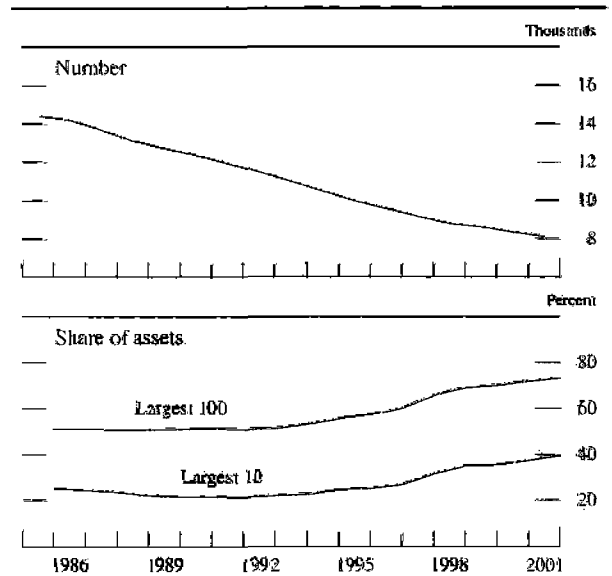 Thousands
Number
16
14
12
10
8
Percent
Share of assets
80
Largest 100
60
40
Largest 10
20
1986 1989 1992 1995 1998 2001